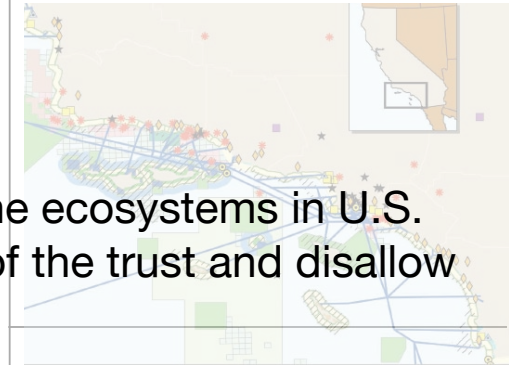 ne ecosystems in U.S.
of the trust and disallow